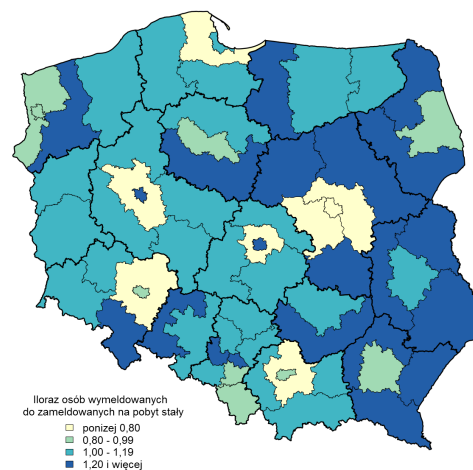 Iloraz osób wymeldowanych
do zameldowanych na pobyt stały
ponizej 0,80
0,80 - 0,99
1,00 - 1,19
1,20 i więcej